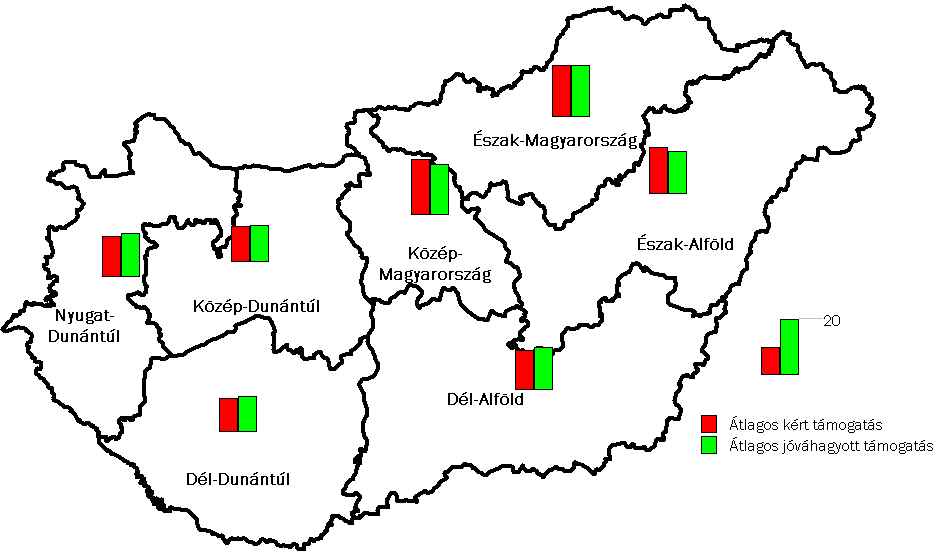 Észak-Magyarország
Észak-Alföld
Közép-
Magyarország
Közép-Dunántúl
Nyugat-
Dunántúl
20
Dél-Alföld
Átlagos kért támogatás
Átlagos jóváhagyott támogatás
Dél-Dunántúl